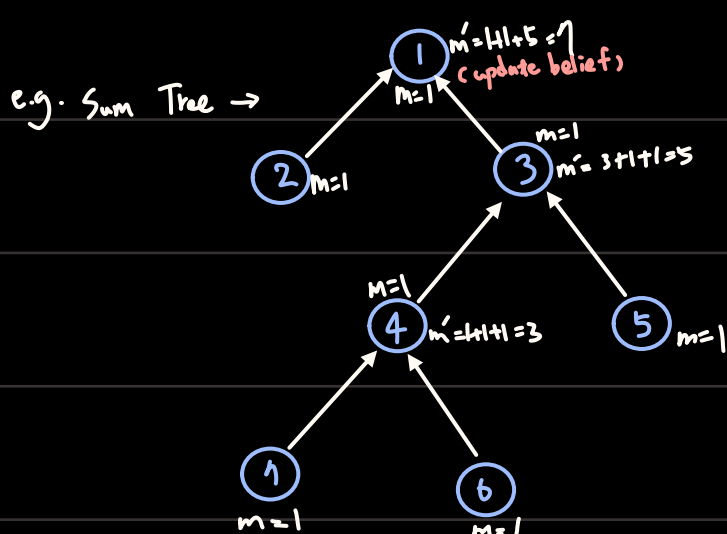 1
m'=1+1+5=7
(update belief)
m=1
e.g. Sum Tree →
m=1
2
m=1
3
m'=3+1+1=5
m=1
4
m'=1+1+1=3
5
m=1
7
m=1
6
m=1